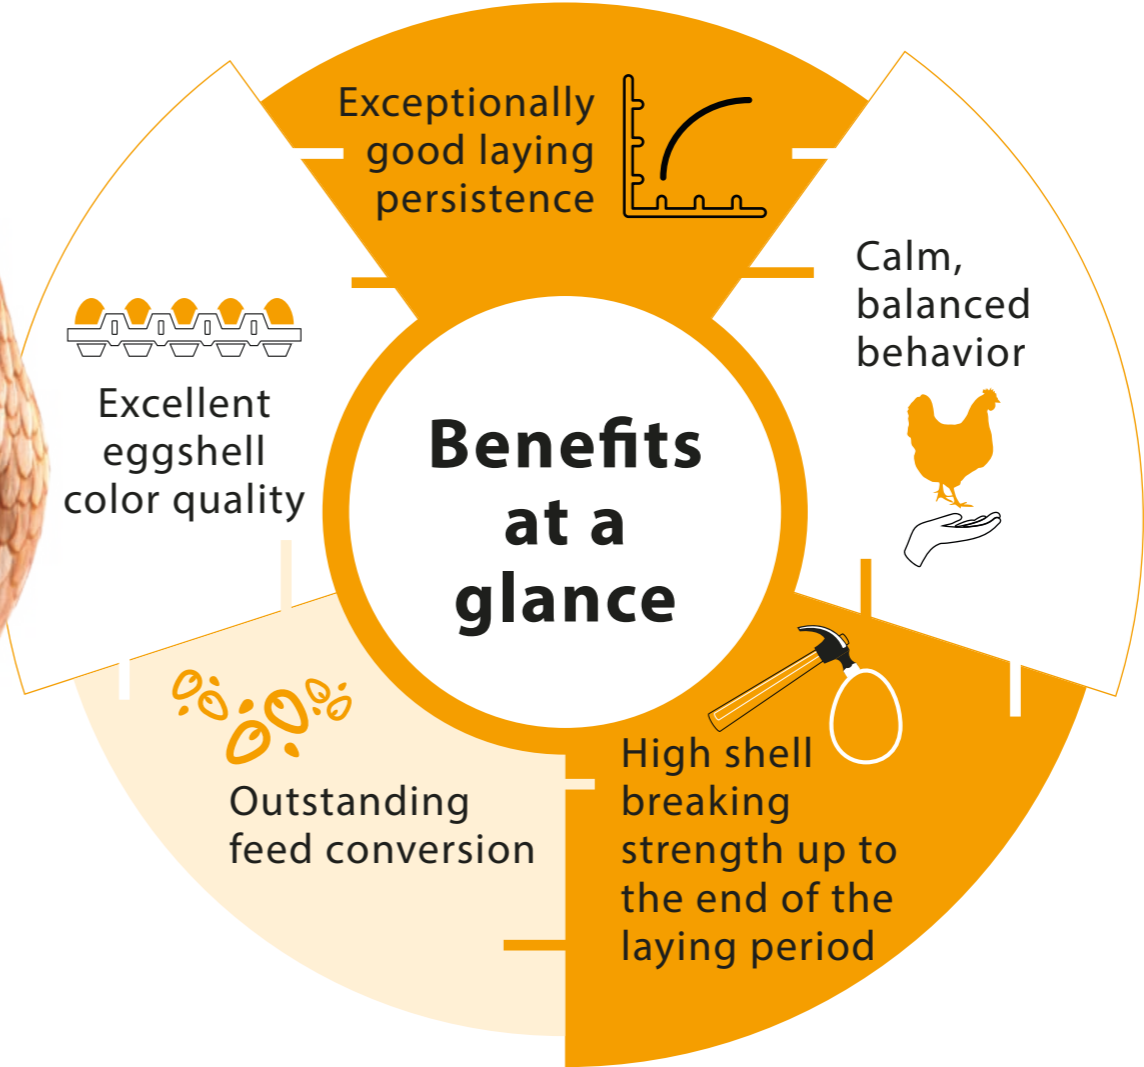 Benefits
at a
glance
Exceptionally
good laying
persistence
Calm,
balanced
behavior
High shell
breaking
strength up to
the end of the
laying period
Outstanding
feed conversion
Excellent
eggshell
color quality